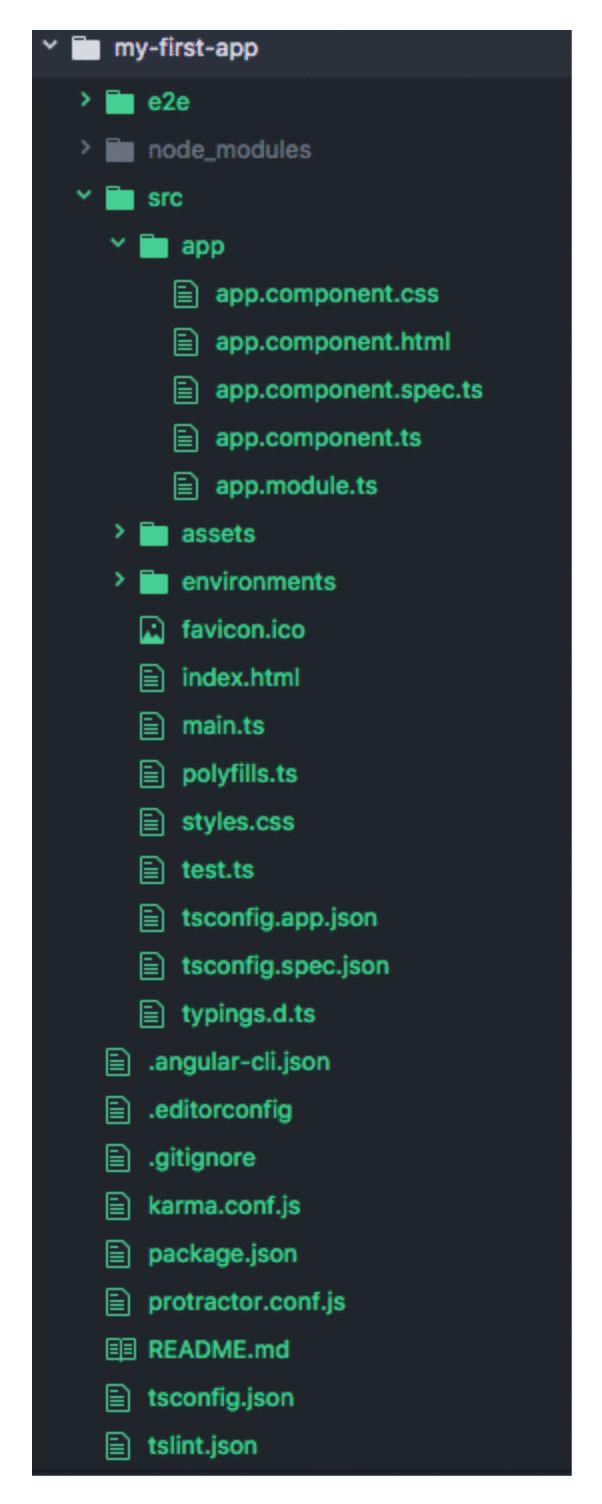 my-first-app
e2e
node_modules
src
app
app.component.css
app.component.html
app.component.spec.ts
app.component.ts
app.module.ts
assets
environments
favicon.ico
index.html
main.ts
polyfills.ts
styles.css
test.ts
tsconfig.app.json
tsconfig.spec.json
typings.d.ts
.angular-cli.json
.editorconfig
.gitignore
karma.conf.js
package.json
protractor.conf.js
README.md
tsconfig.json
tslint.json